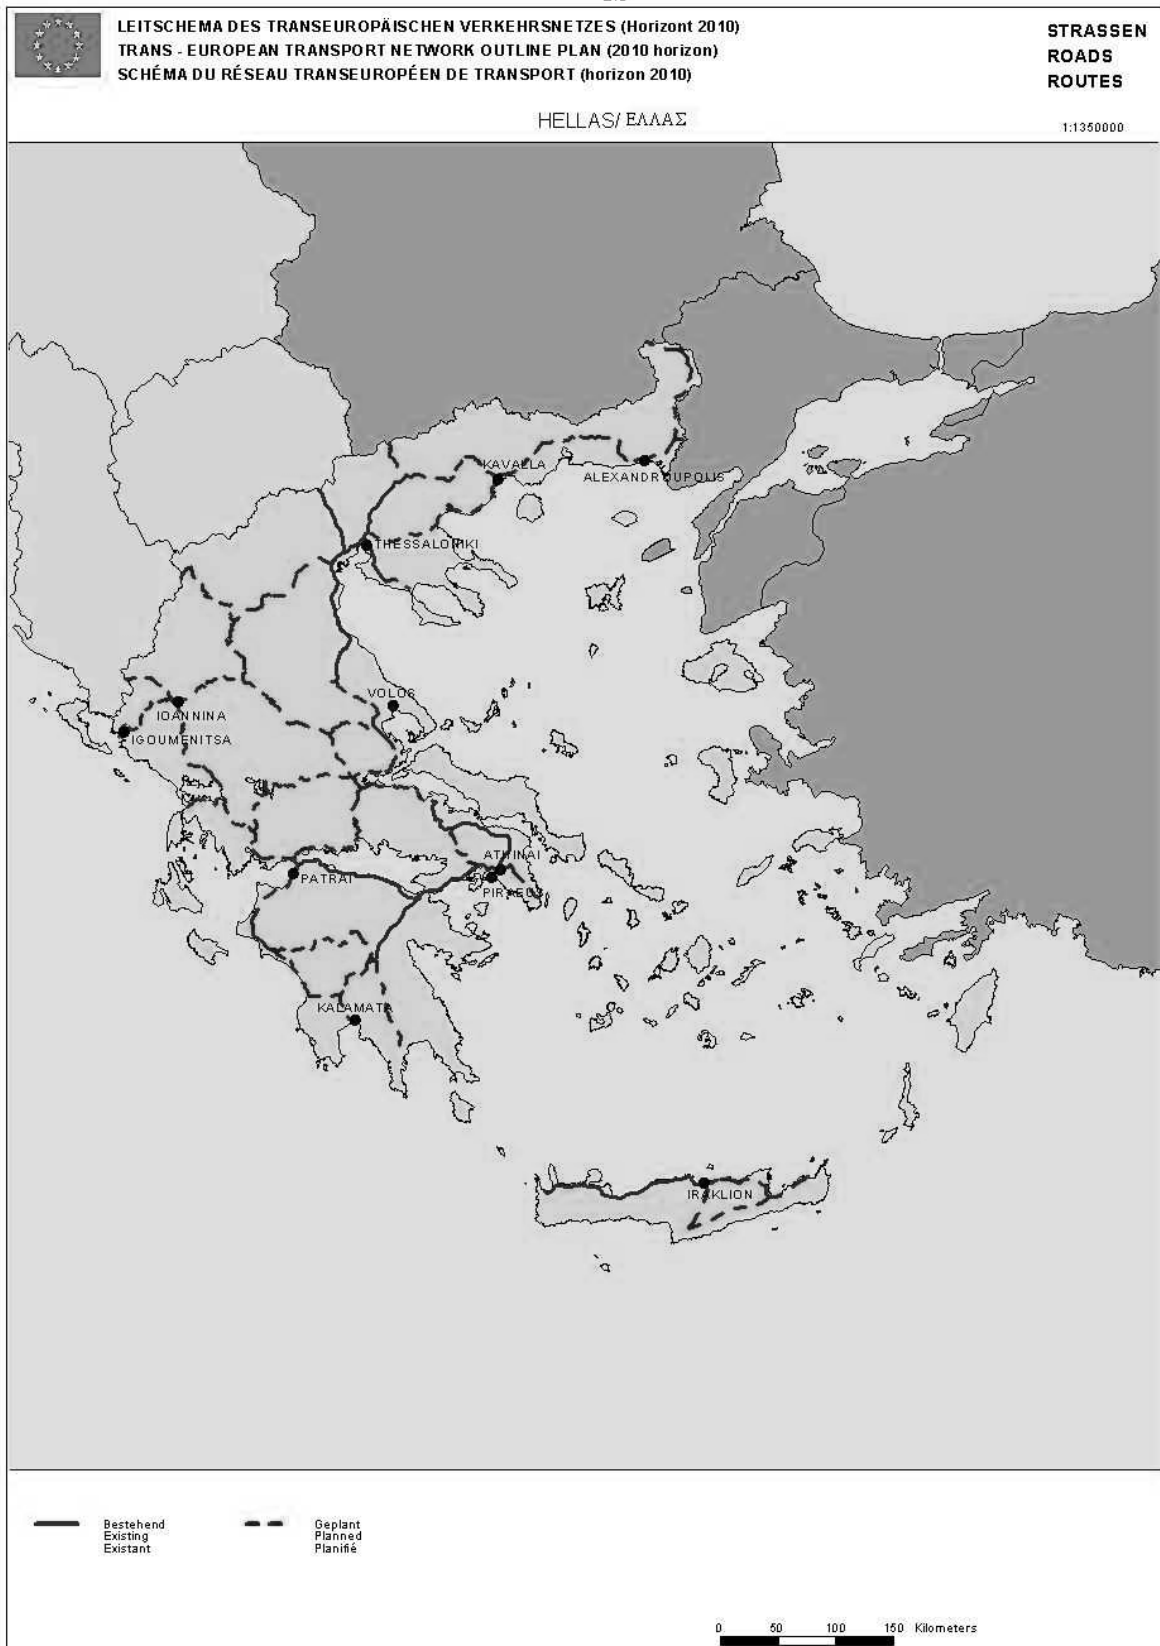 LEITSCHEMA DES TRANSEUROPÄISCHEN VERKEHRSNETZES (Horizont 2010)
TRANS - EUROPEAN TRANSPORT NETWORK OUTLINE PLAN (2010 horizon)
SCHÉMA DU RÉSEAU TRANSEUROPÉEN DE TRANSPORT (horizon 2010)
STRASSEN
ROADS
ROUTES
HELLAS/ ΕΛΛΑΣ
1:1350000
KAVALLA
ALEXANDROUPOLIS
THESSALONIKI
VOLOS
IOANNINA
IGOUMENITSA
ATHINAI
PATRAI
PIRAEUS
KALAMATA
IRAKLION
Bestehend
Existing
Existant
Geplant
Planned
Planifié
0 50 100 150 Kilometers